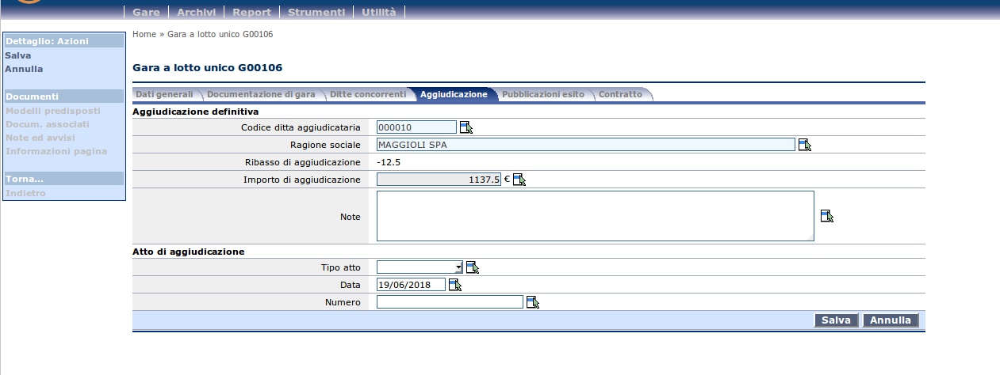 Gare Archivi Report Strumenti Utilità
Home » Gara a lotto unico G00106
Dettaglio: Azioni
Salva
Annulla
Documenti
Modelli predisposti
Docum. associati
Note ed avvisi
Informazioni pagina
Torna...
Indietro
Gara a lotto unico G00106
Dati generali Documentazione di gara Ditte concorrenti Aggiudicazione Pubblicazioni esito Contratto
Aggiudicazione definitiva
Codice ditta aggiudicataria 000010
Ragione sociale MAGGIOLI SPA
Ribasso di aggiudicazione -12.5
Importo di aggiudicazione 1137.5 €
Note
Atto di aggiudicazione
Tipo atto
Data 19/06/2018
Numero
Salva Annulla